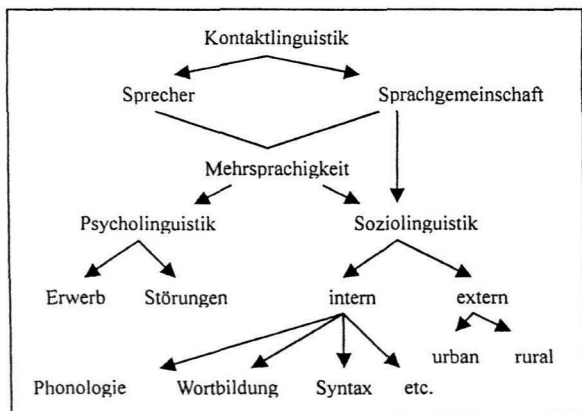 Kontaktlinguistik
Sprecher Sprachgemeinschaft
Mehrsprachigkeit
Psycholinguistik Soziolinguistik
Erwerb Störungen intern extern
urban rural
Phonologie Wortbildung Syntax etc.